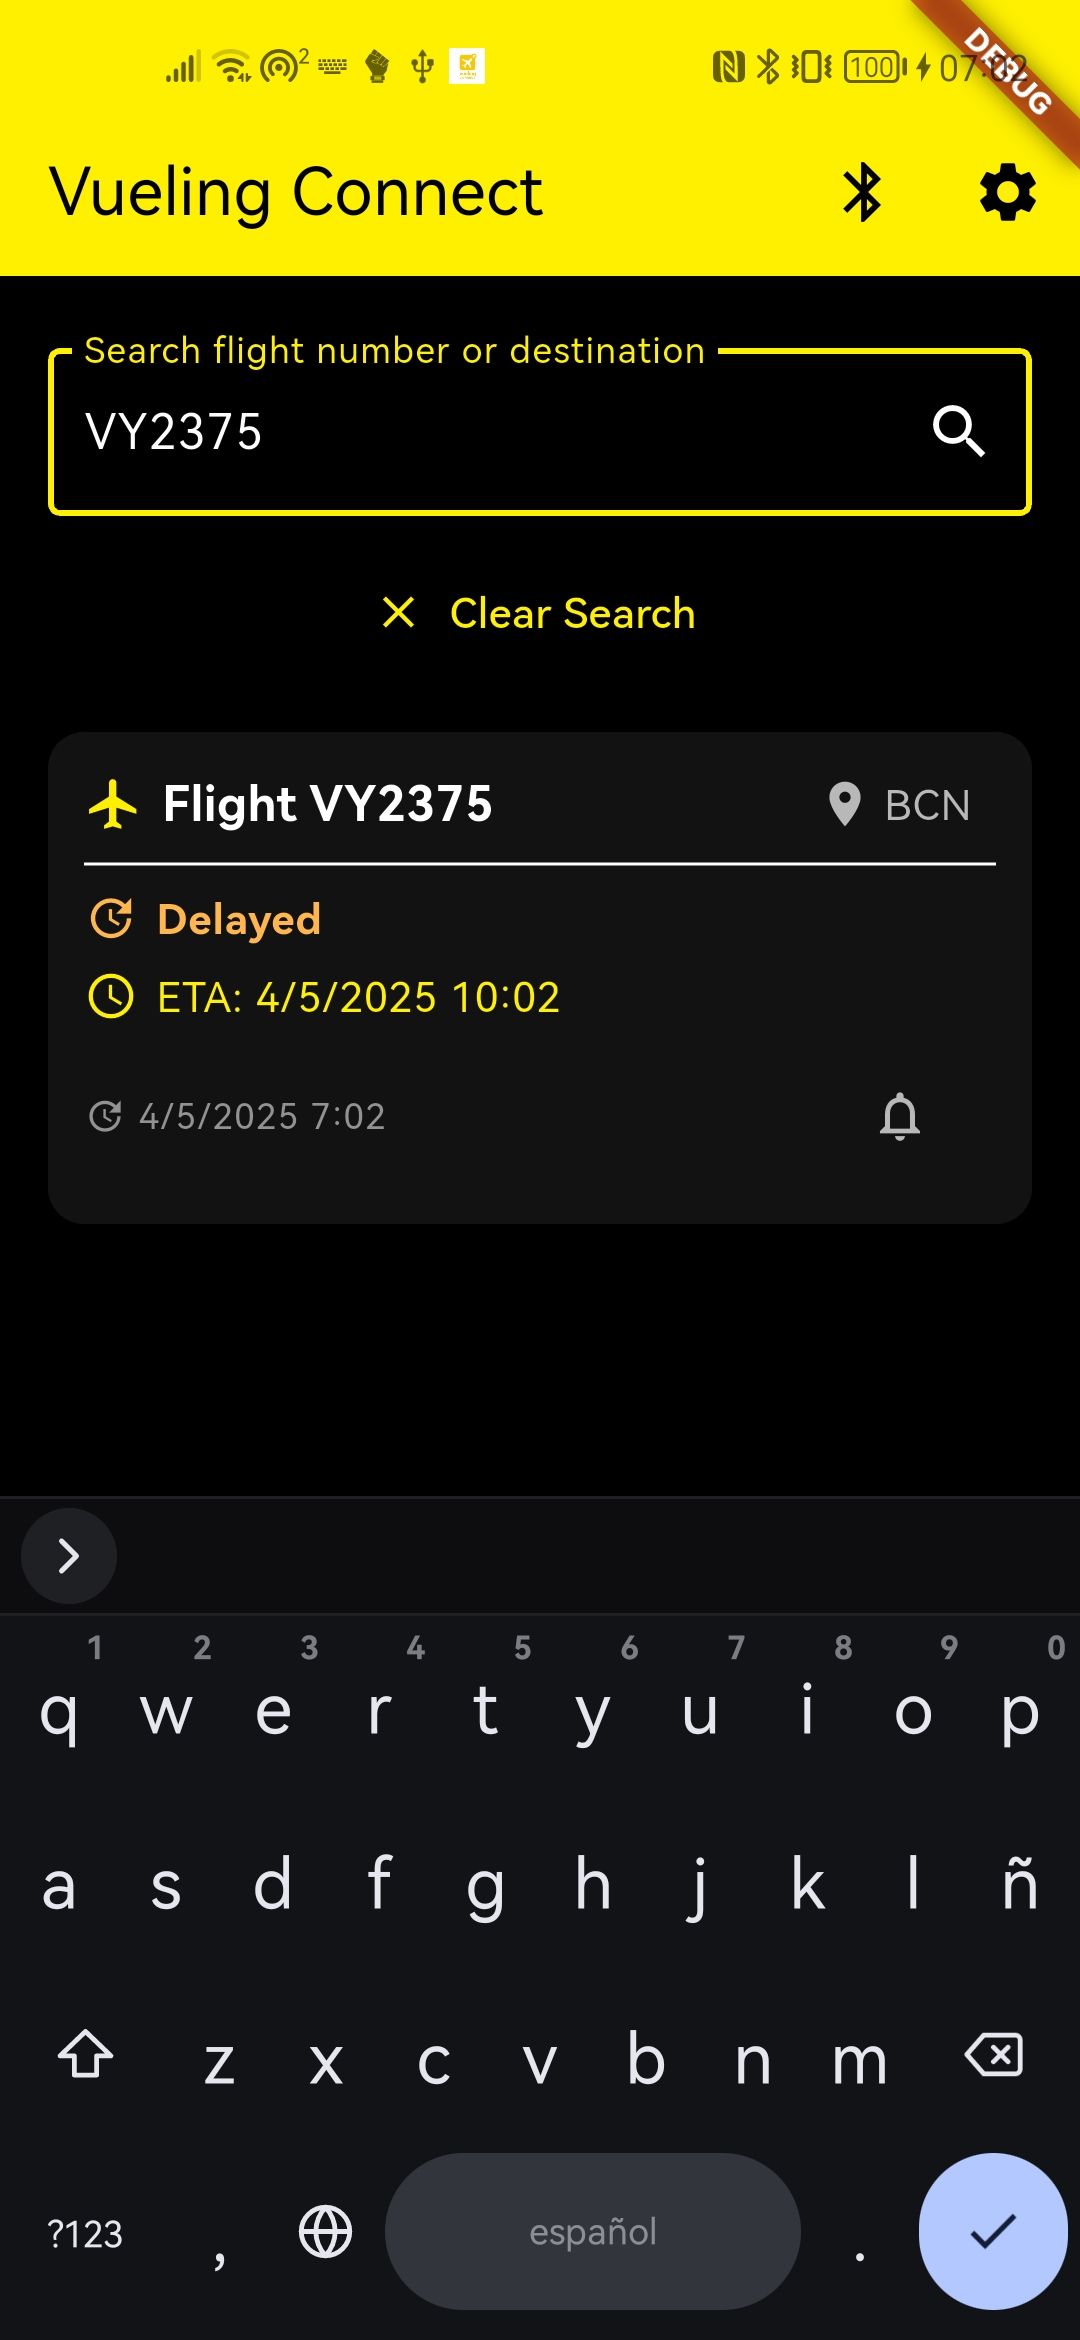 2 100 07:02
DEBUG
Vueling Connect
Search flight number or destination
VY2375
Clear Search
Flight VY2375 BCN
Delayed
ETA: 4/5/2025 10:02
4/5/2025 7:02
1 2 3 4 5 6 7 8 9 0
q w e r t y u i o p
a s d f g h j k l ñ
z x c v b n m
?123 , español .